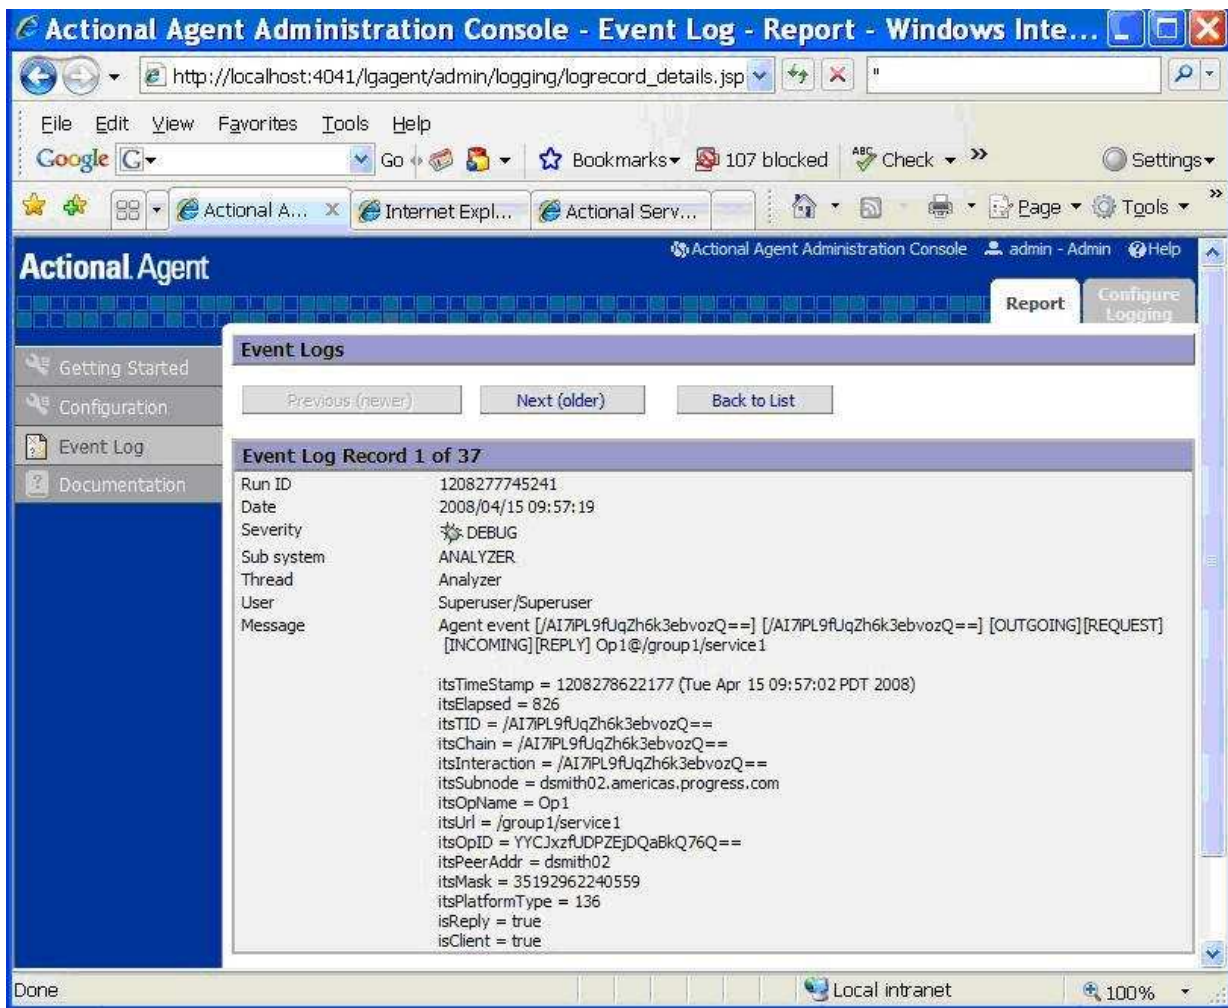 Actional Agent Administration Console - Event Log - Report - Windows Inte...
http://localhost:4041/lgagent/admin/logging/logrecord_details.jsp "
File Edit View Favorites Tools Help
Google G Go Bookmarks 107 blocked ABC Check » Settings
Actional A... X Internet Expl... Actional Serv... Page Tools »
Actional Agent Administration Console admin - Admin Help
Actional Agent
Report Configure Logging
Getting Started
Configuration
Event Log
Documentation
Event Logs
Previous (newer) Next (older) Back to List
Event Log Record 1 of 37
Run ID 1208277745241
Date 2008/04/15 09:57:19
Severity DEBUG
Sub system ANALYZER
Thread Analyzer
User Superuser/Superuser
Message Agent event [/AI7iPL9fUqZh6k3ebvozQ==] [/AI7iPL9fUqZh6k3ebvozQ==] [OUTGOING][REQUEST]
[INCOMING][REPLY] Op1@/group1/service1
itsTimeStamp = 1208278622177 (Tue Apr 15 09:57:02 PDT 2008)
itsElapsed = 826
itsTID = /AI7iPL9fUqZh6k3ebvozQ==
itsChain = /AI7iPL9fUqZh6k3ebvozQ==
itsInteraction = /AI7iPL9fUqZh6k3ebvozQ==
itsSubnode = dsmith02.americas.progress.com
itsOpName = Op1
itsUrl = /group1/service1
itsOpID = YYCJxzfUDPZEjDQaBkQ76Q==
itsPeerAddr = dsmith02
itsMask = 35192962240559
itsPlatformType = 136
isReply = true
isClient = true
Done Local intranet 100%